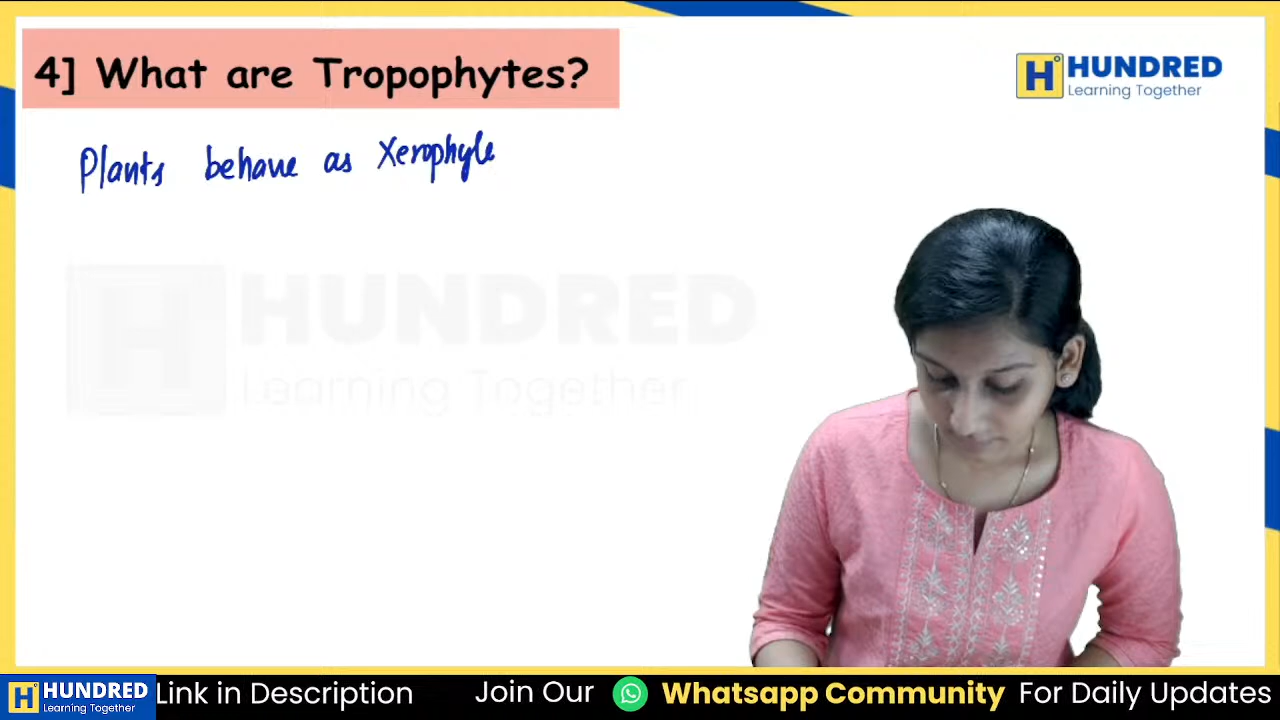 4] What are Tropophytes?
H° HUNDRED
Learning Together
Plants behave as Xerophyte
HUNDRED
Learning Together
H° HUNDRED
Learning Together
Link in Description Join Our Whatsapp Community For Daily Updates